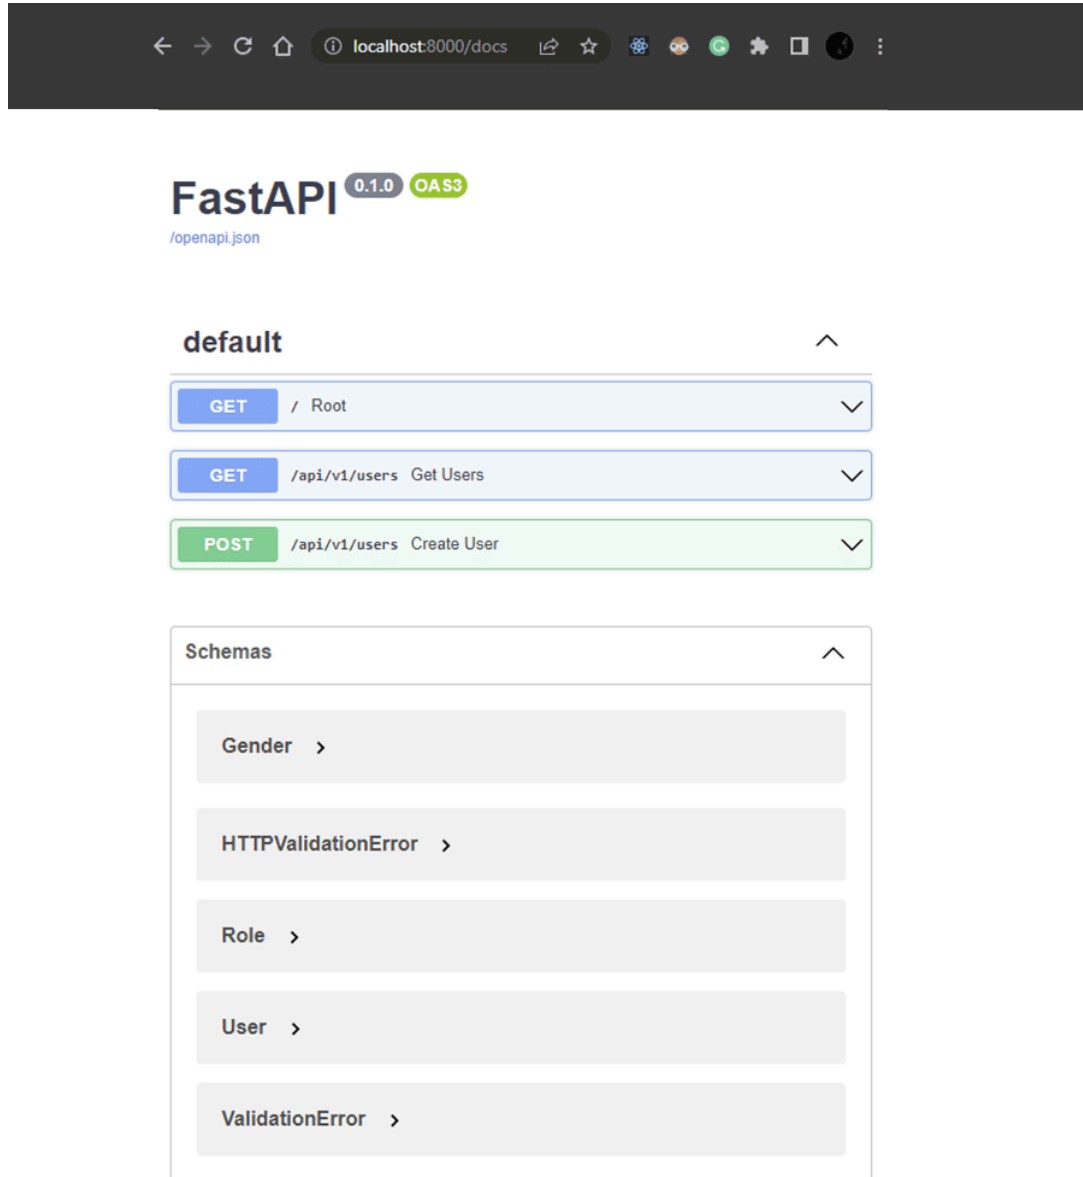 localhost:8000/docs
FastAPI 0.1.0 OAS3
/openapi.json
default
GET / Root
GET /api/v1/users Get Users
POST /api/v1/users Create User
Schemas
Gender
HTTPValidationError
Role
User
ValidationError